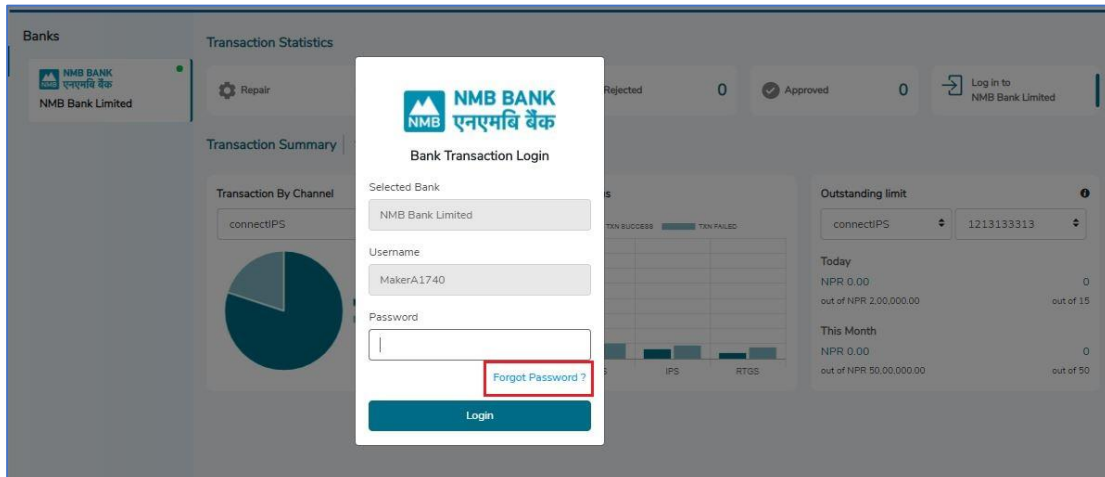 Banks
NMB BANK
एनएमबि बैंक
NMB
NMB Bank Limited
Transaction Statistics
Repair
Rejected 0
Approved 0
Log in to
NMB Bank Limited
Transaction Summary
Transaction By Channel
connectIPS
NMB BANK
एनएमबि बैंक
NMB
Bank Transaction Login
Selected Bank
NMB Bank Limited
Username
MakerA1740
Password
Forgot Password ?
Login
TXN SUCCESS TXN FAILED
IPS RTGS
Outstanding limit
connectIPS 1213133313
Today
NPR 0.00 0
out of NPR 2,00,000.00 out of 15
This Month
NPR 0.00 0
out of NPR 50,00,000.00 out of 50